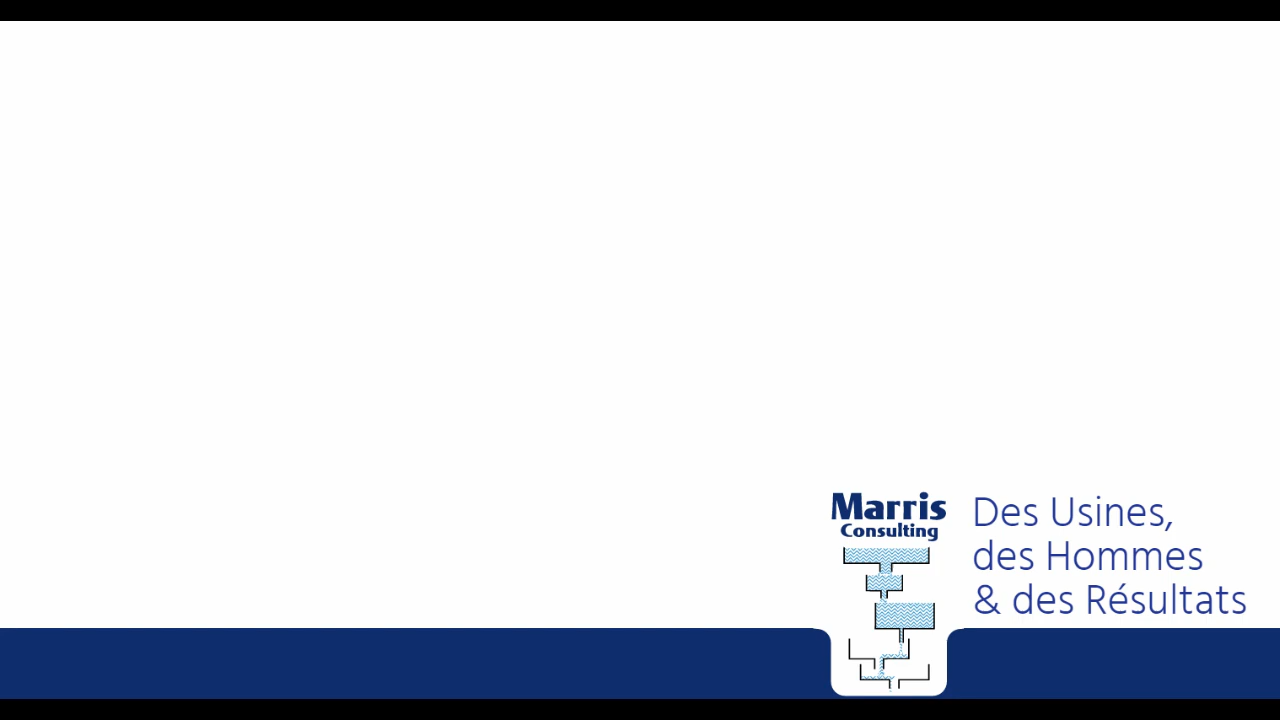 Marris
Consulting
Des Usines,
des Hommes
& des Résultats